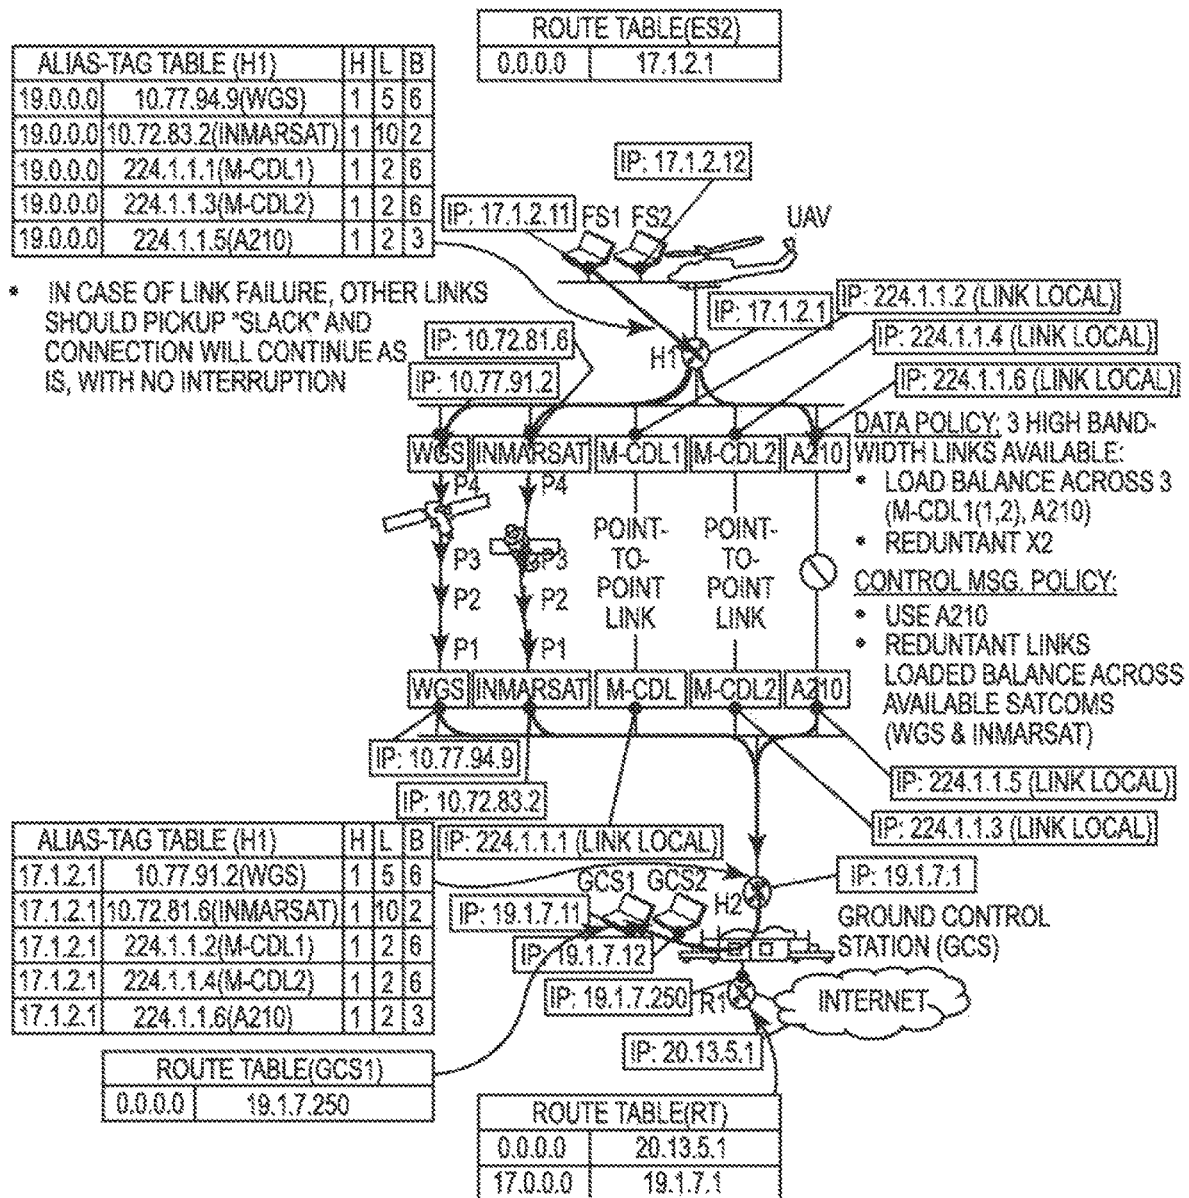 ROUTE TABLE(ES2)
0.0.0.0 17.1.2.1
ALIAS-TAG TABLE (H1) H L B
19.0.0.0 10.77.94.9(WGS) 1 5 6
19.0.0.0 10.72.83.2(INMARSAT) 1 10 2
19.0.0.0 224.1.1.1(M-CDL1) 1 2 6
19.0.0.0 224.1.1.3(M-CDL2) 1 2 6
19.0.0.0 224.1.1.5(A210) 1 2 3
IP: 17.1.2.12
IP: 17.1.2.11
FS1 FS2
UAV
• IN CASE OF LINK FAILURE, OTHER LINKS
SHOULD PICKUP "SLACK" AND
CONNECTION WILL CONTINUE AS
IS, WITH NO INTERRUPTION
IP: 10.72.81.6
IP: 10.77.91.2
H1
IP: 17.1.2.1
IP: 224.1.1.2 (LINK LOCAL)
IP: 224.1.1.4 (LINK LOCAL)
IP: 224.1.1.6 (LINK LOCAL)
WGS INMARSAT M-CDL1 M-CDL2 A210
P4 P4
P3 P3
P2 P2
P1 P1
POINT-
TO-
POINT
LINK
POINT-
TO-
POINT
LINK
DATA POLICY: 3 HIGH BAND-
WIDTH LINKS AVAILABLE:
• LOAD BALANCE ACROSS 3
(M-CDL1(1,2), A210)
• REDUNTANT X2
CONTROL MSG. POLICY:
• USE A210
• REDUNTANT LINKS
LOADED BALANCE ACROSS
AVAILABLE SATCOMS
(WGS & INMARSAT)
WGS INMARSAT M-CDL M-CDL2 A210
IP: 10.77.94.9
IP: 10.72.83.2
IP: 224.1.1.1 (LINK LOCAL)
IP: 224.1.1.5 (LINK LOCAL)
IP: 224.1.1.3 (LINK LOCAL)
ALIAS-TAG TABLE (H1) H L B
17.1.2.1 10.77.91.2(WGS) 1 5 6
17.1.2.1 10.72.81.6(INMARSAT) 1 10 2
17.1.2.1 224.1.1.2(M-CDL1) 1 2 6
17.1.2.1 224.1.1.4(M-CDL2) 1 2 6
17.1.2.1 224.1.1.6(A210) 1 2 3
GCS1 GCS2
H2
IP: 19.1.7.1
IP: 19.1.7.11
IP: 19.1.7.12
GROUND CONTROL
STATION (GCS)
IP: 19.1.7.250
R1
INTERNET
IP: 20.13.5.1
ROUTE TABLE(GCS1)
0.0.0.0 19.1.7.250
ROUTE TABLE(RT)
0.0.0.0 20.13.5.1
17.0.0.0 19.1.7.1